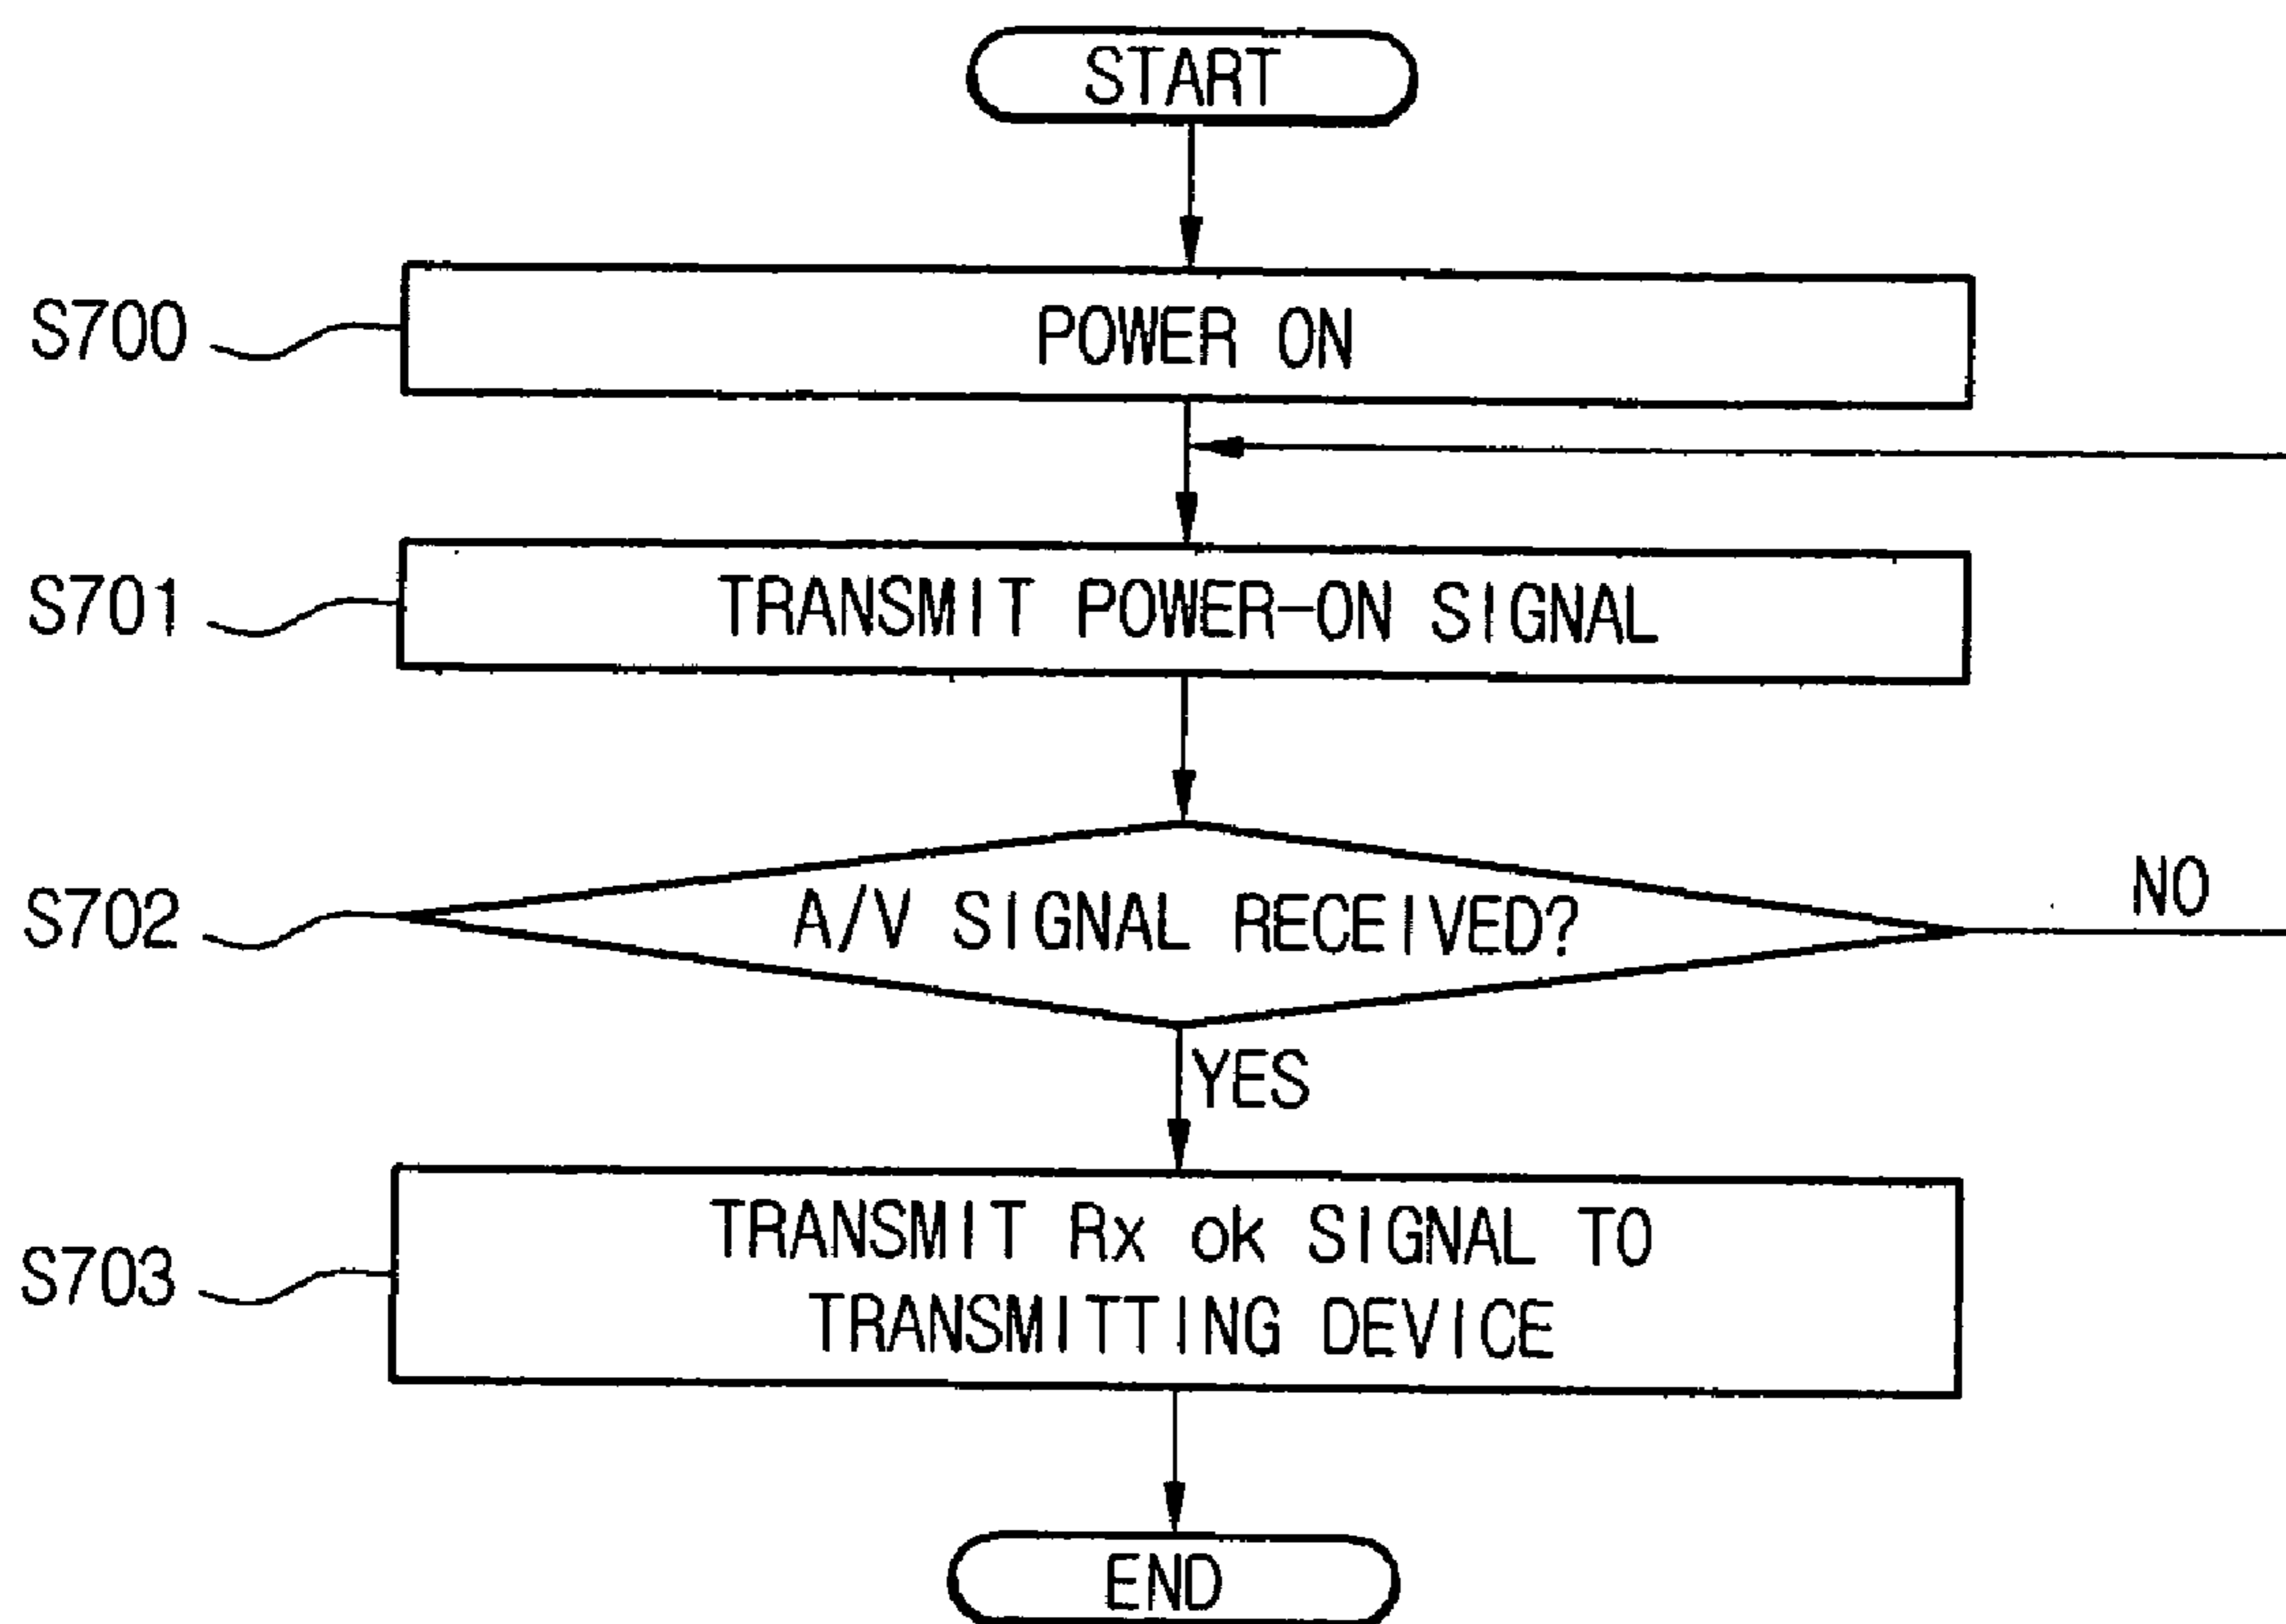 START
S700
POWER ON
S701
TRANSMIT POWER-ON SIGNAL
S702
A/V SIGNAL RECEIVED?
NO
YES
S703
TRANSMIT Rx ok SIGNAL TO
TRANSMITTING DEVICE
END